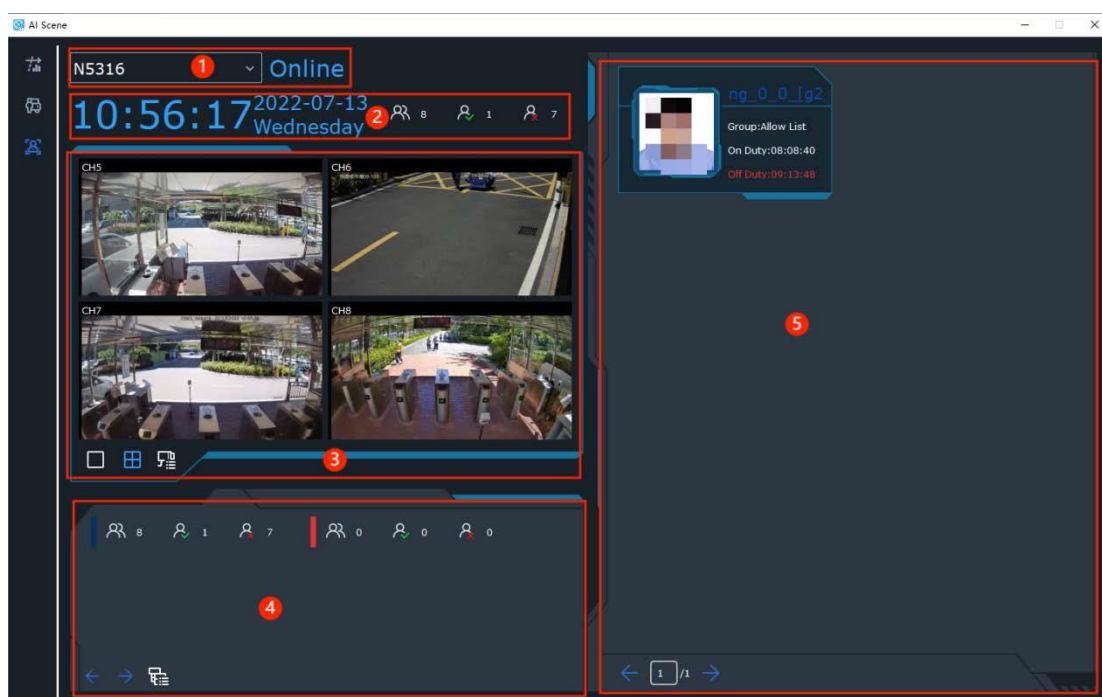 AI Scene
N5316
1
Online
10:56:17
2022-07-13
Wednesday
2
8
1
7
CH5
CH6
CH7
CH8
3
8
1
7
0
0
0
4
ng_0_0_[g2
Group:Allow List
On Duty:08:08:40
Off Duty:09:13:48
5
1 /1